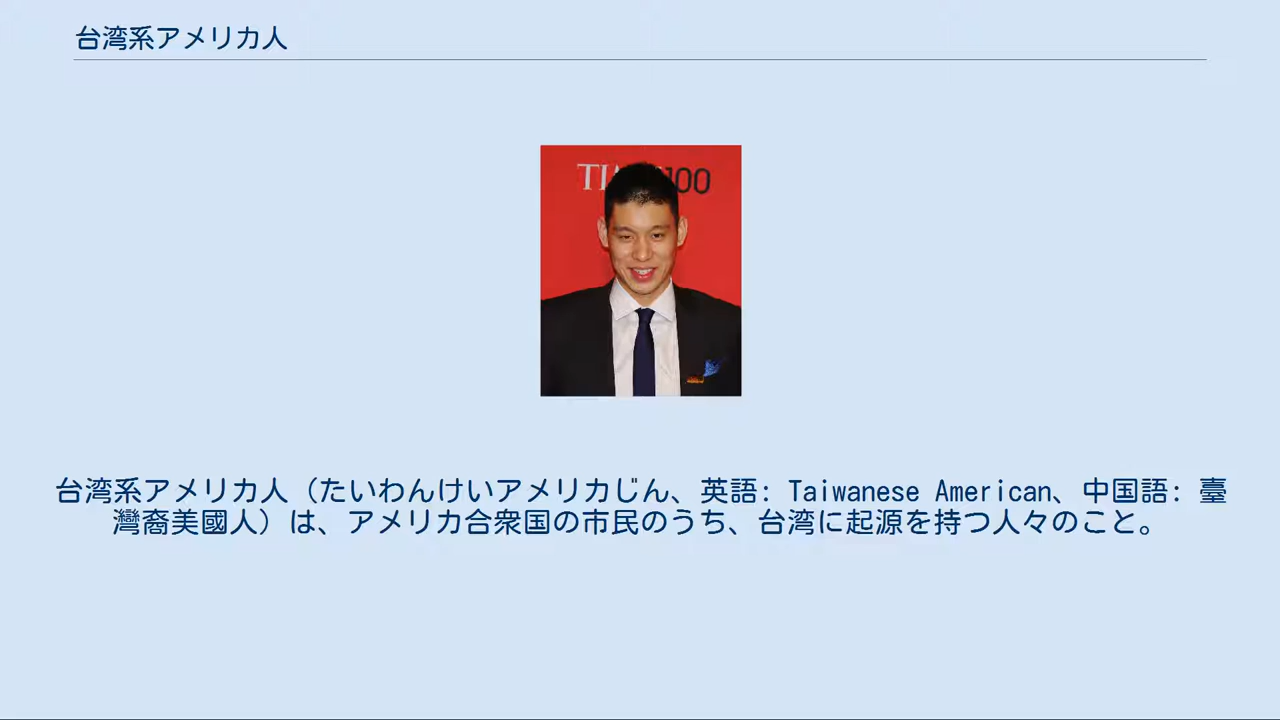 台湾系アメリカ人
TI 100
台湾系アメリカ人（たいわんけいアメリカじん、英語: Taiwanese American、中国語: 臺
灣裔美國人）は、アメリカ合衆国の市民のうち、台湾に起源を持つ人々のこと。